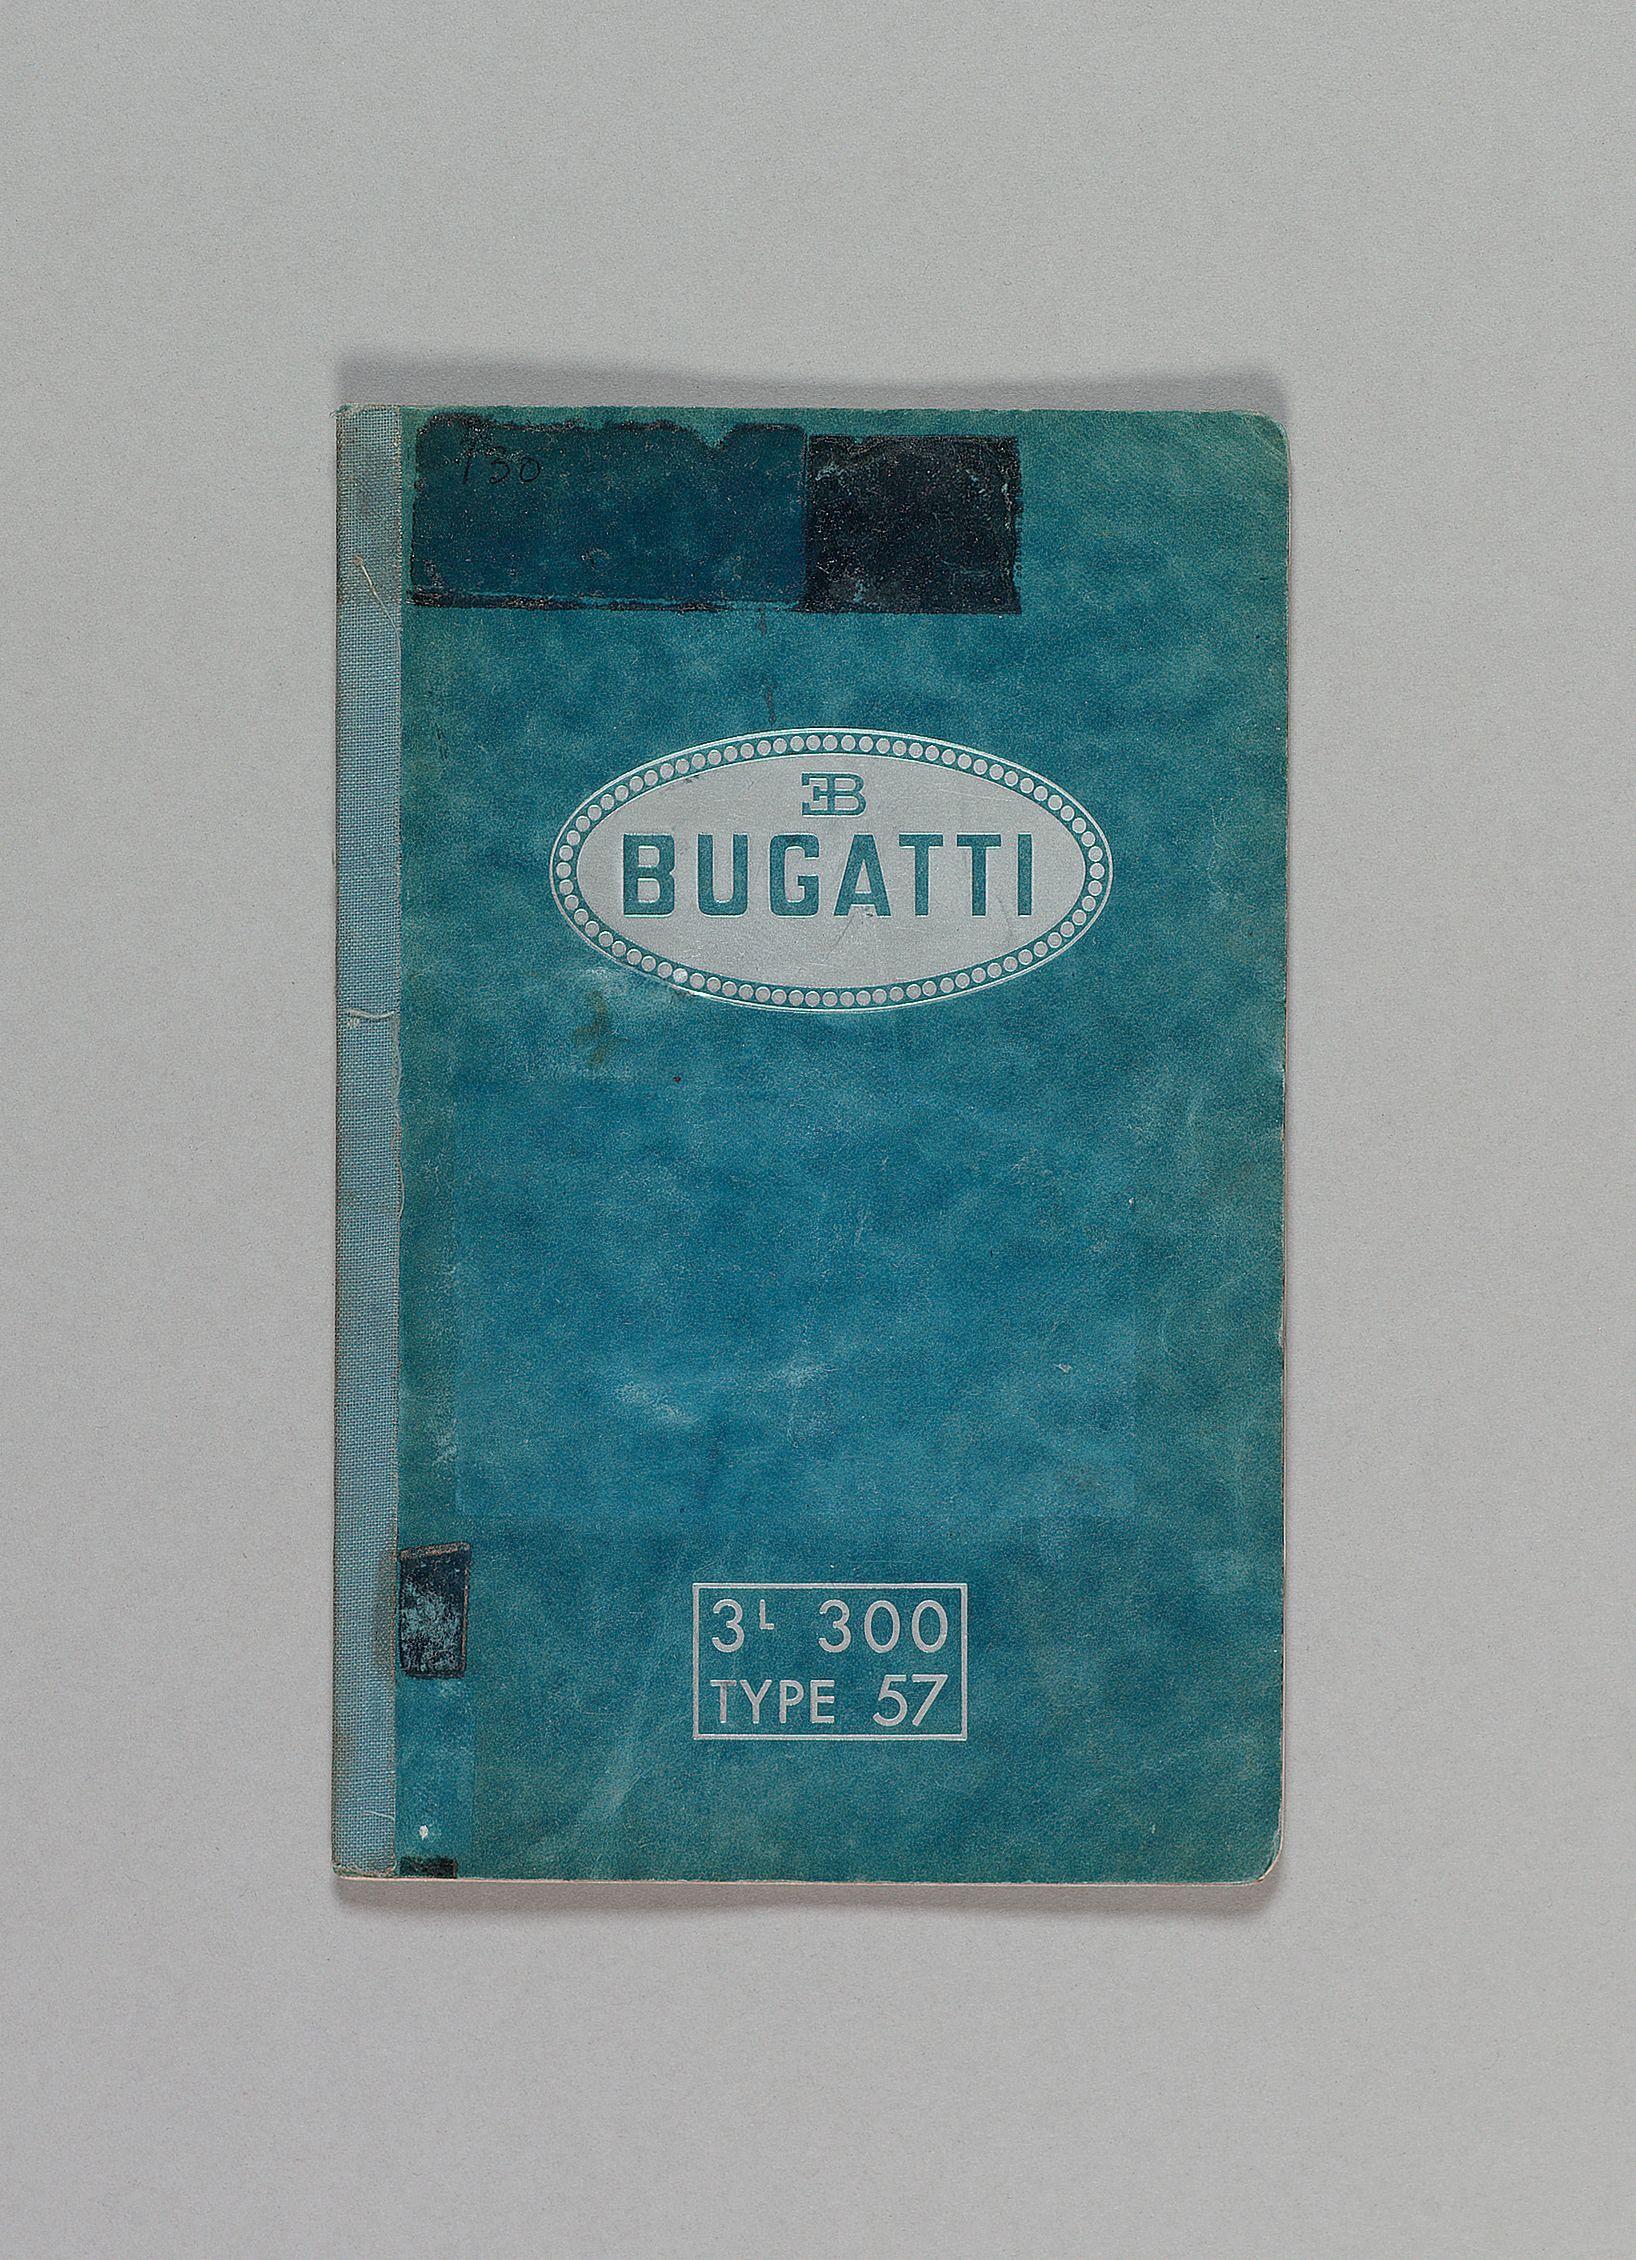 130
EB
BUGATTI
3L 300
TYPE 57